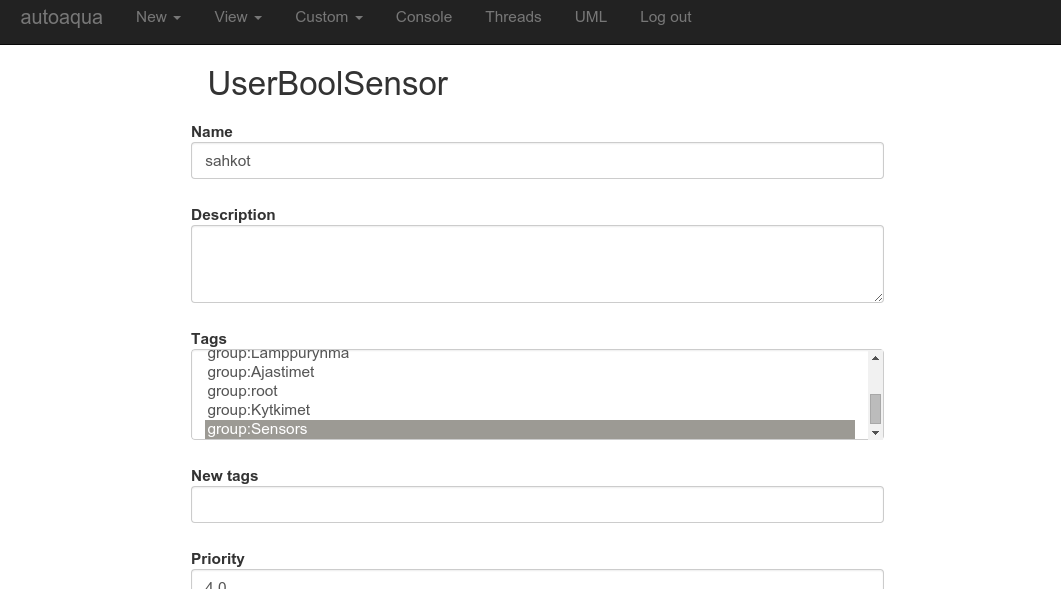 autoaqua New View Custom Console Threads UML Log out
UserBoolSensor
Name
sahkot
Description
Tags
group:Lamppuryhma
group:Ajastimet
group:root
group:Kytkimet
group:Sensors
New tags
Priority
4.0